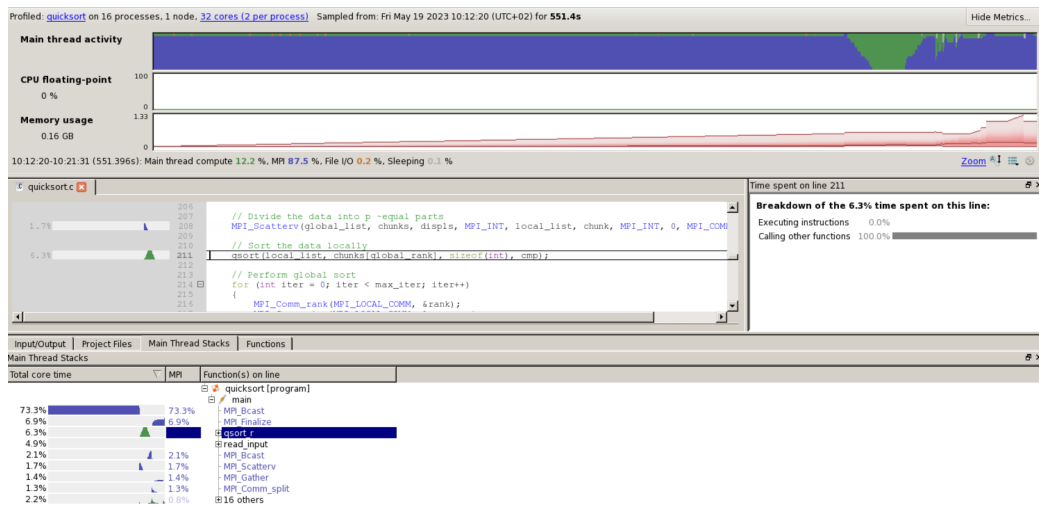 Profiled: quicksort on 16 processes, 1 node, 32 cores (2 per process) Sampled from: Fri May 19 2023 10:12:20 (UTC+02) for 551.4s Hide Metrics...
Main thread activity
CPU floating-point 100
0 %
0
Memory usage 1.33
0.16 GB
0
10:12:20-10:21:31 (551.396s): Main thread compute 12.2 %, MPI 87.5 %, File I/O 0.2 %, Sleeping 0.1 % Zoom
quicksort.c Time spent on line 211
206
207 // Divide the data into p ~equal parts
1.7% 208 MPI_Scatterv(global_list, chunks, displs, MPI_INT, local_list, chunk, MPI_INT, 0, MPI_COM
209
210 // Sort the data locally
6.3% 211 qsort(local_list, chunks[global_rank], sizeof(int), cmp);
212
213 // Perform global sort
214 for (int iter = 0; iter < max_iter; iter++)
215 {
216 MPI_Comm_rank(MPI_LOCAL_COMM, &rank);
Breakdown of the 6.3% time spent on this line:
Executing instructions 0.0%
Calling other functions 100.0%
Input/Output Project Files Main Thread Stacks Functions
Main Thread Stacks
Total core time MPI Function(s) on line
quicksort [program]
main
73.3% 73.3% MPI_Bcast
6.9% 6.9% MPI_Finalize
6.3% qsort_r
4.9% read_input
2.1% 2.1% MPI_Bcast
1.7% 1.7% MPI_Scatterv
1.4% 1.4% MPI_Gather
1.3% 1.3% MPI_Comm_split
2.2% 0.8% 16 others